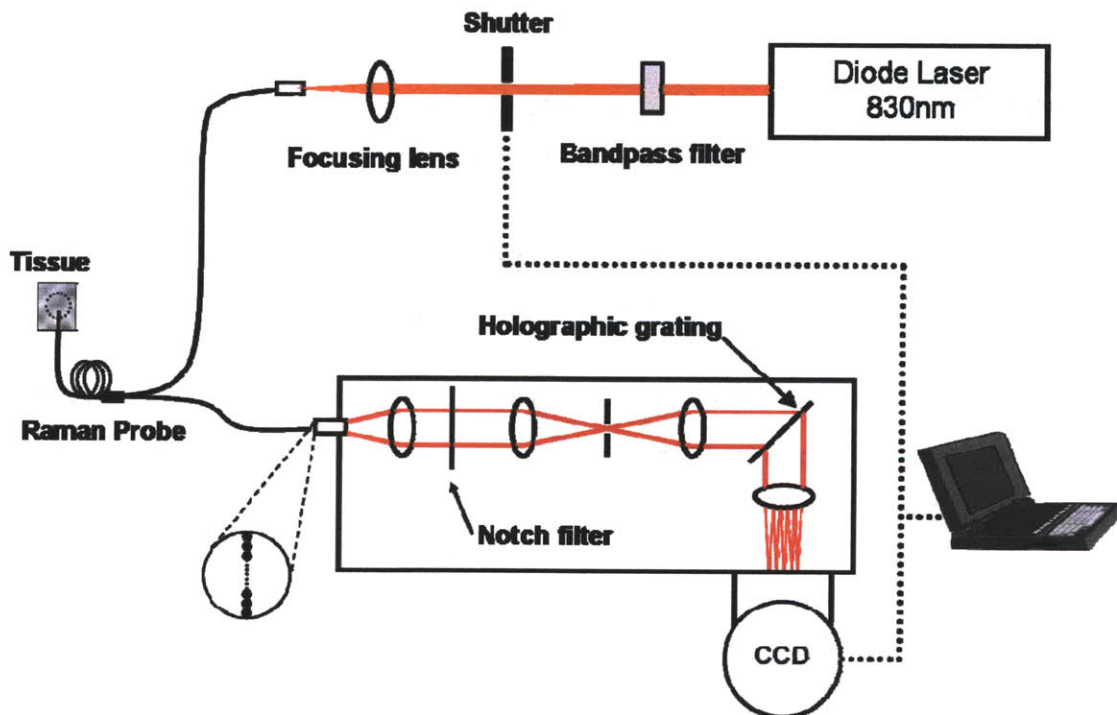 Shutter
Diode Laser
830nm
Focusing lens
Bandpass filter
Tissue
Holographic grating
Raman Probe
Notch filter
CCD